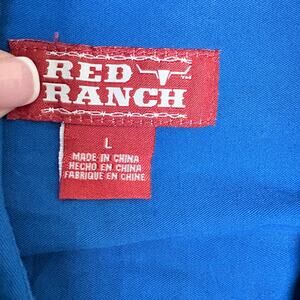 RED
RANCH
L
MADE IN CHINA
HECHO EN CHINA
FABRIQUE EN CHINE